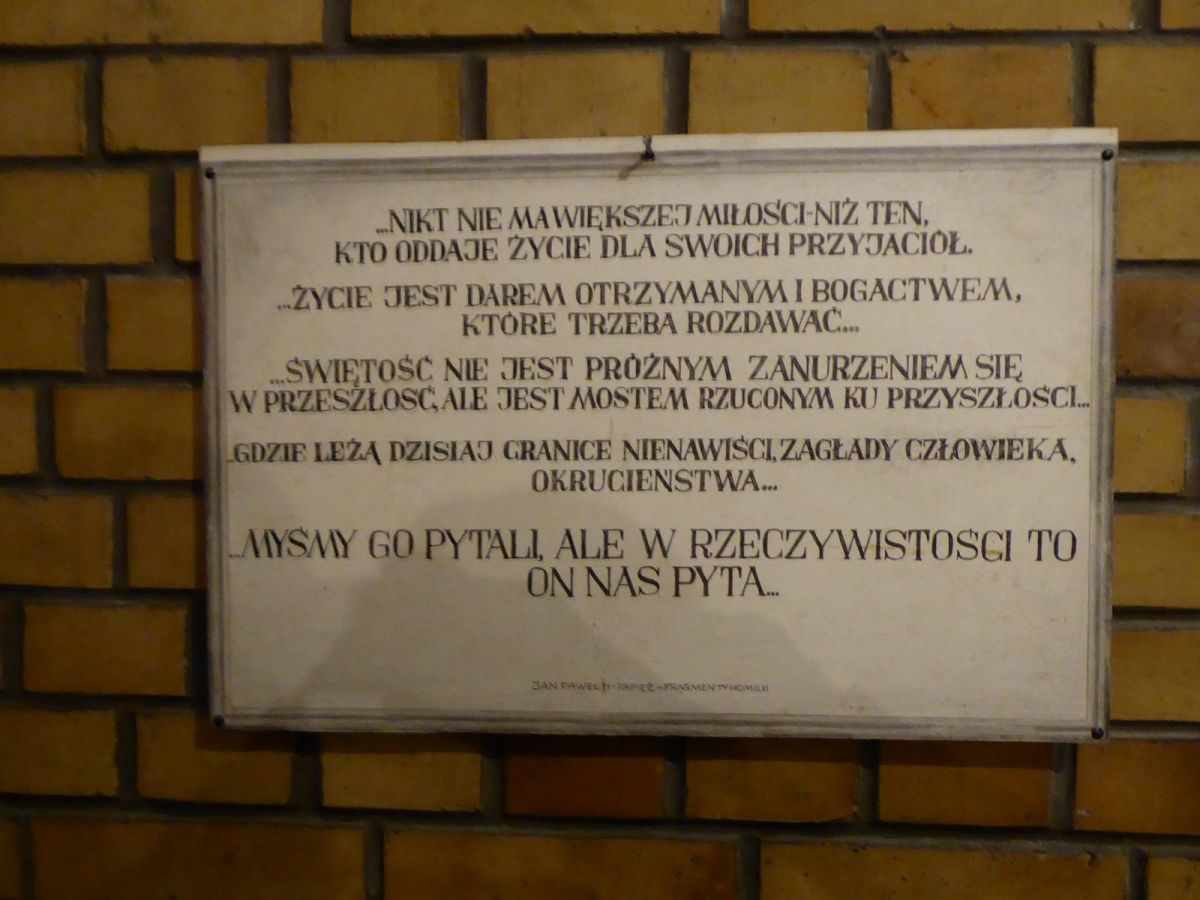 ...NIKT NIE MA WIĘKSZEJ MIŁOŚCI-NIŻ TEN,
KTO ODDAJE ŻYCIE DLA SWOICH PRZYJACIÓŁ.
...ŻYCIE JEST DAREM OTRZYMANYM I BOGACTWEM,
KTÓRE TRZEBA ROZDAWAĆ...
...ŚWIĘTOŚĆ NIE JEST PRÓŻNYM ZANURZENIEM SIĘ
W PRZESZŁOŚĆ, ALE JEST MOSTEM RZUCONYM KU PRZYSZŁOŚCI...
...GDZIE LEŻĄ DZISIAJ GRANICE NIENAWIŚCI, ZAGŁADY CZŁOWIEKA,
OKRUCIEŃSTWA...
...MYŚMY GO PYTALI, ALE W RZECZYWISTOŚCI TO
ON NAS PYTA...
JAN PAWEŁ II - PAPIEŻ - FRAGMENTY HOMILII